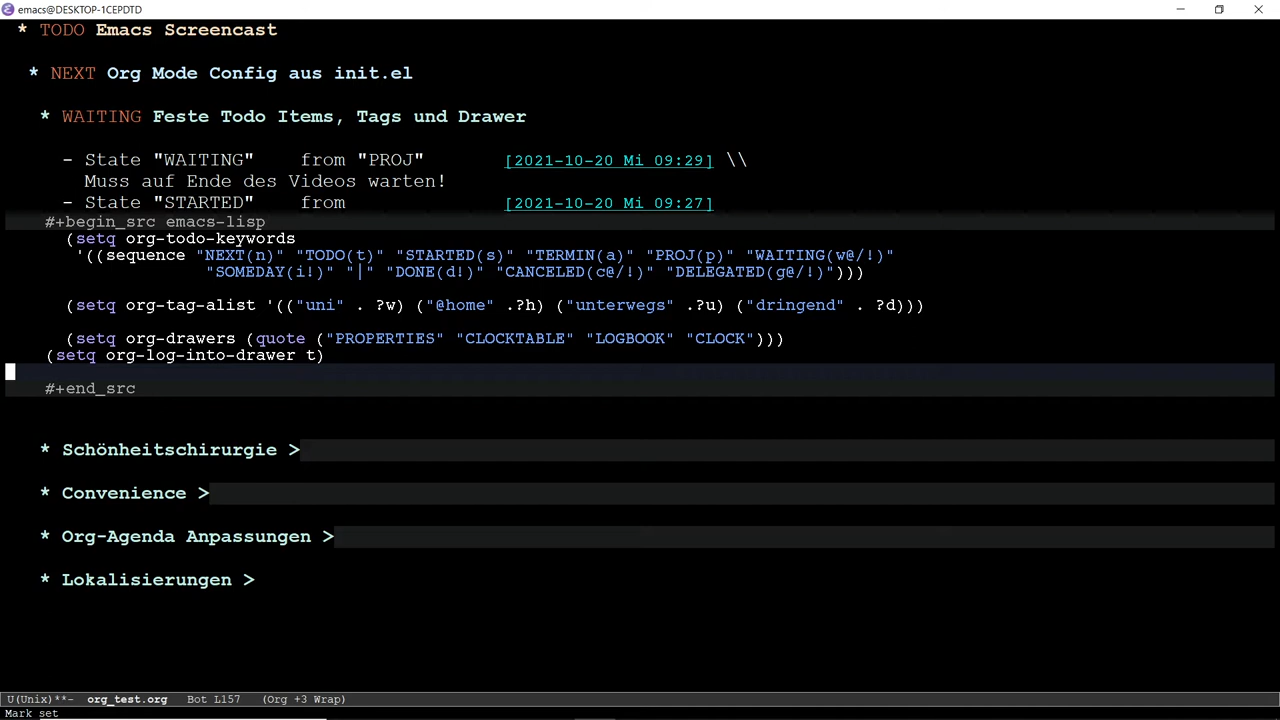 emacs@DESKTOP-1CEPDTD
* TODO Emacs Screencast
* NEXT Org Mode Config aus init.el
* WAITING Feste Todo Items, Tags und Drawer
- State "WAITING" from "PROJ" [2021-10-20 Mi 09:29] \\
Muss auf Ende des Videos warten!
- State "STARTED" from [2021-10-20 Mi 09:27]
#+begin_src emacs-lisp
(setq org-todo-keywords
'((sequence "NEXT(n)" "TODO(t)" "STARTED(s)" "TERMIN(a)" "PROJ(p)" "WAITING(w@/!)"
"SOMEDAY(i!)" "|" "DONE(d!)" "CANCELED(c@/!)" "DELEGATED(g@/!)")))
(setq org-tag-alist '(("uni" . ?w) ("@home" .?h) ("unterwegs" .?u) ("dringend" . ?d)))
(setq org-drawers (quote ("PROPERTIES" "CLOCKTABLE" "LOGBOOK" "CLOCK")))
(setq org-log-into-drawer t)
#+end_src
* Schönheitschirurgie >
* Convenience >
* Org-Agenda Anpassungen >
* Lokalisierungen >
U(Unix)**- org_test.org Bot L157 (Org +3 Wrap)
Mark set